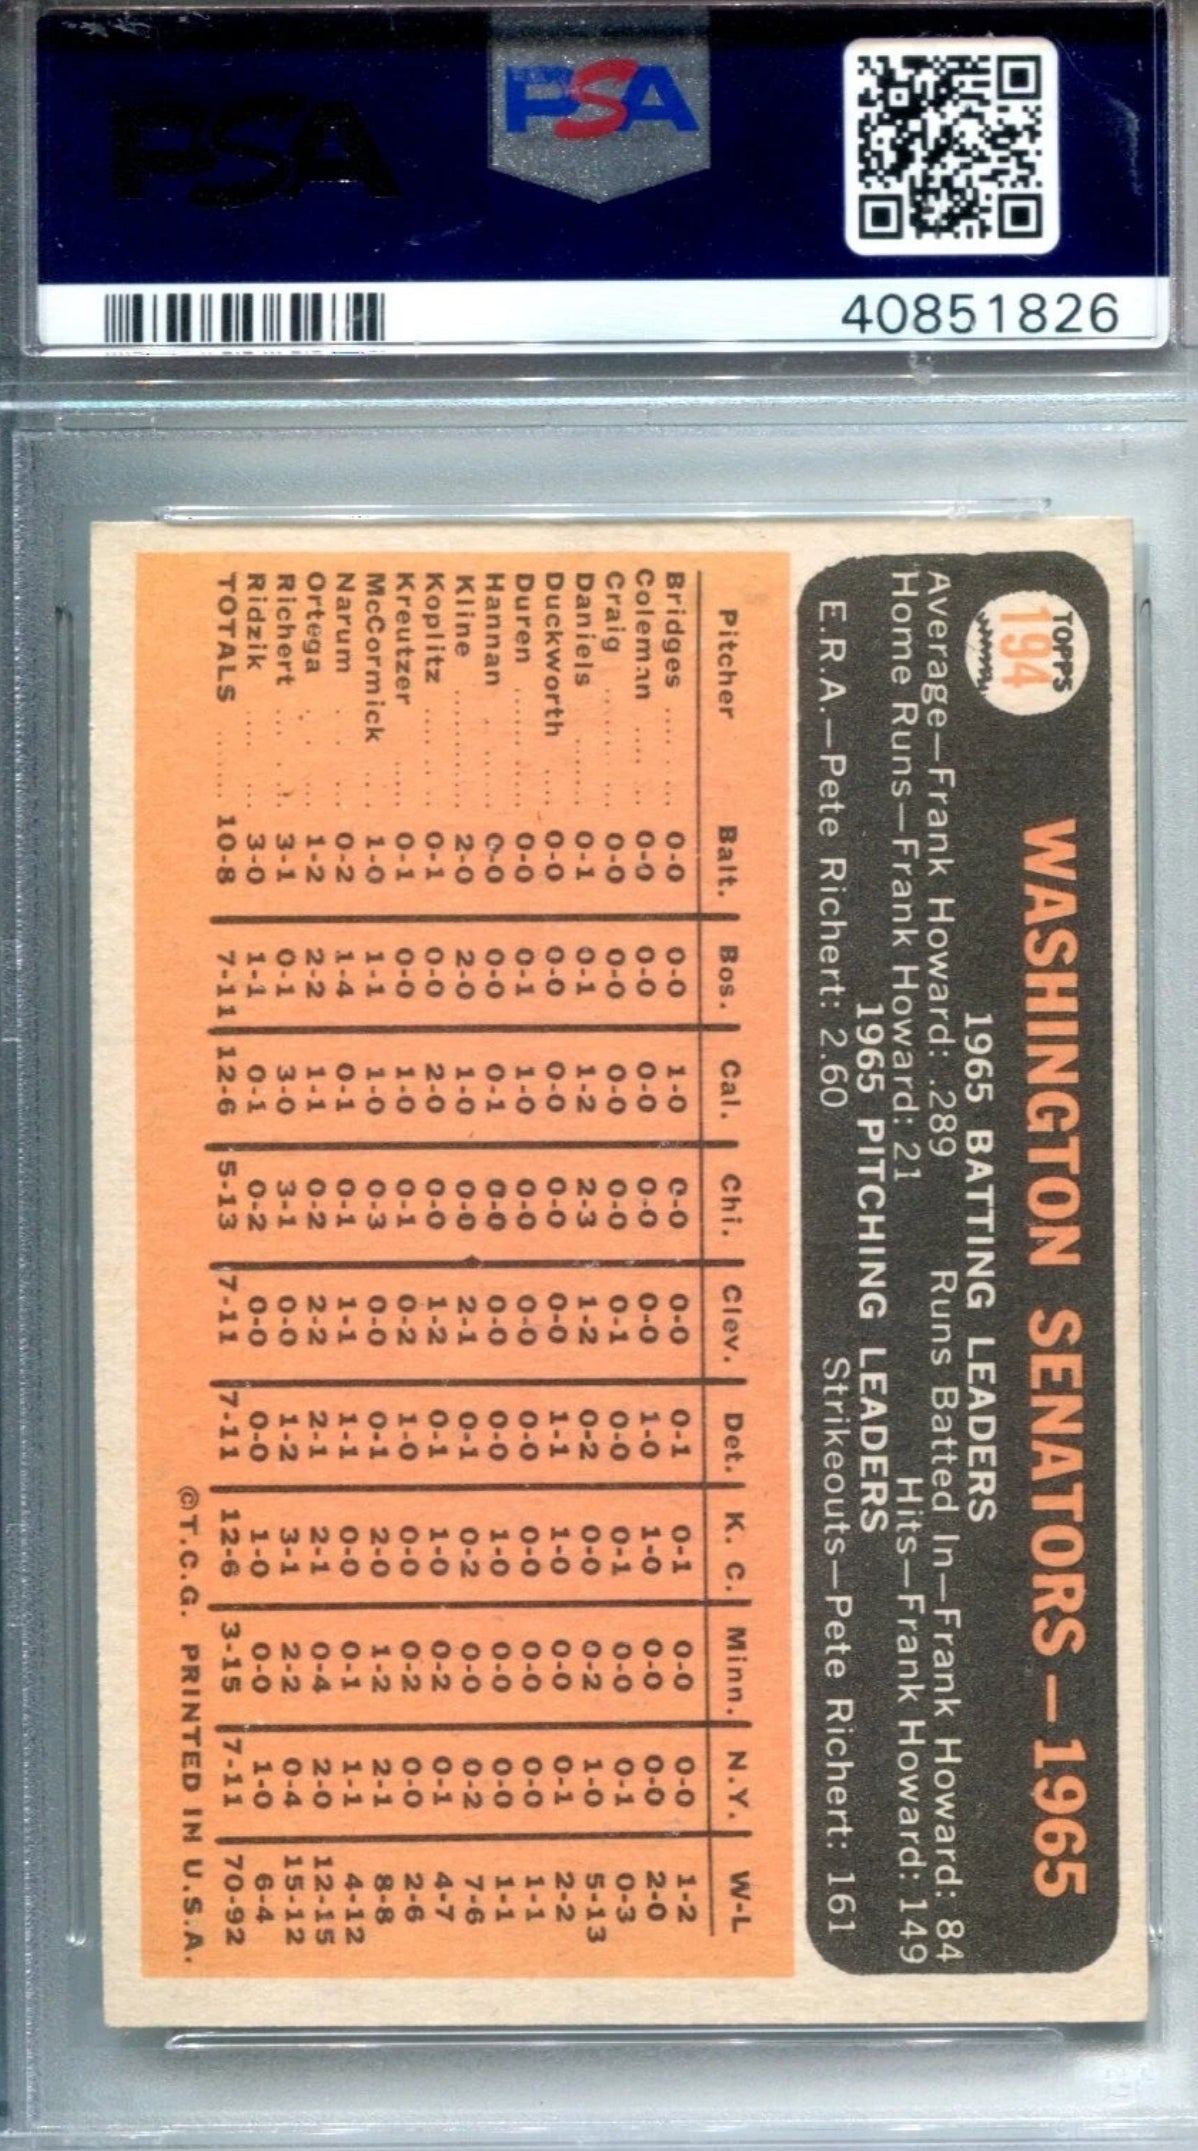 PSA
PSA
40851826
TOPPS
194
WASHINGTON SENATORS—1965
1965 BATTING LEADERS
Average—Frank Howard: .289 Runs Batted In—Frank Howard: 84
Home Runs—Frank Howard: 21 Hits—Frank Howard: 149
1965 PITCHING LEADERS
E.R.A.—Pete Richert: 2.60 Strikeouts—Pete Richert: 161
Pitcher Balt. Bos. Cal. Chi. Clev. Det. K. C. Minn. N.Y. W-L
Bridges ...... 0-0 0-0 1-0 0-0 0-0 0-1 0-1 0-0 0-0 1-2
Coleman ...... 0-0 0-0 0-0 0-0 0-0 1-0 1-0 0-0 0-0 2-0
Craig ...... 0-0 0-0 0-0 0-0 0-1 0-0 0-1 0-0 0-1 0-3
Daniels ...... 0-1 0-1 1-2 2-3 1-2 0-2 0-0 0-2 1-0 5-13
Duckworth .... 0-0 0-0 0-0 0-0 0-0 1-1 1-0 0-0 0-1 2-2
Duren ...... 0-0 0-1 1-0 0-0 0-0 0-0 0-0 0-0 0-0 1-1
Hannan ...... 0-0 0-0 0-1 0-0 0-0 0-0 1-0 0-0 0-0 1-1
Kline ...... 2-0 2-0 1-0 0-0 2-1 0-1 0-2 0-0 0-2 7-6
Koplitz ...... 0-1 0-0 2-0 0-0 1-2 0-1 1-0 0-2 0-1 4-7
Kreutzer ..... 0-1 0-0 1-0 0-1 0-2 1-0 0-0 0-2 0-0 2-6
McCormick .... 1-0 1-1 1-0 0-3 0-0 0-1 2-0 1-2 2-1 8-8
Narum ..... 0-2 1-4 0-1 0-1 1-1 1-1 0-0 0-1 1-1 4-12
Ortega ..... 1-2 2-2 1-1 0-2 2-2 2-1 2-1 0-4 2-0 12-15
Richert ..... 3-1 0-1 3-0 3-1 0-0 1-2 3-1 2-2 0-4 15-12
Ridzik ...... 3-0 1-1 0-1 0-2 0-0 0-0 1-0 0-0 1-0 6-4
TOTALS ...... 10-8 7-11 12-6 5-13 7-11 7-11 12-6 3-15 7-11 70-92
©T.C.G. PRINTED IN U.S.A.